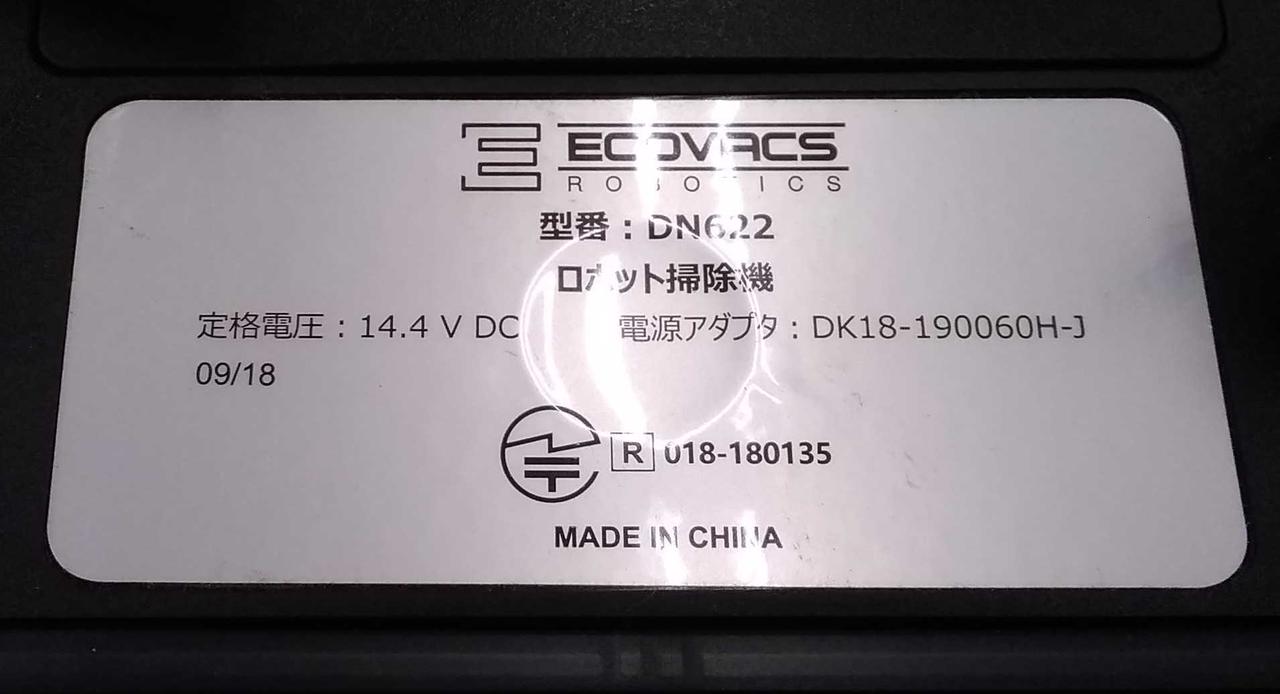 ECOVACS
ROBOTICS
型番：DN622
ロボット掃除機
定格電圧：14.4 V DC 電源アダプタ：DK18-190060H-J
09/18
R 018-180135
MADE IN CHINA